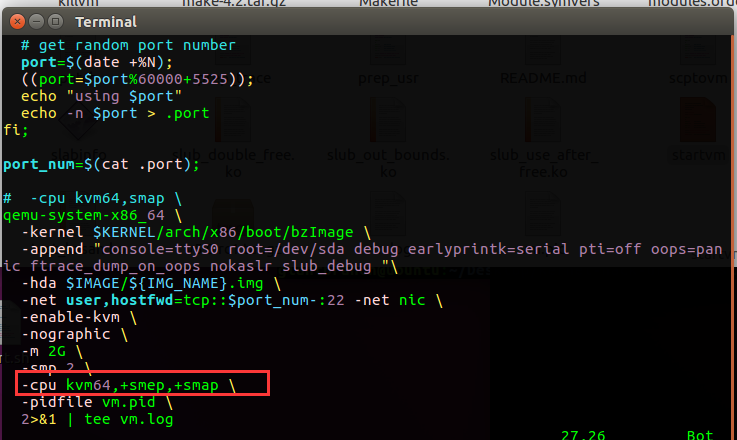 killvm make-4.2.tar.gz Makefile Module.symvers modules.order
Terminal
# get random port number
port=$(date +%N);
((port=$port%60000+5525));
echo "using $port"
echo -n $port > .port
fi;
prep_usr README.md scptovm
port_num=$(cat .port);
slabinfo slub_double_free.ko slub_out_bounds.ko slub_use_after_free.ko startvm
#  -cpu kvm64,smap \
qemu-system-x86_64 \
-kernel $KERNEL/arch/x86/boot/bzImage \
-append "console=ttyS0 root=/dev/sda debug earlyprintk=serial pti=off oops=pan
ic ftrace_dump_on_oops nokaslr slub_debug "\
-hda $IMAGE/${IMG_NAME}.img \
-net user,hostfwd=tcp::$port_num-:22 -net nic \
-enable-kvm \
-nographic \
-m 2G \
-smp 2 \
-cpu kvm64,+smep,+smap \
-pidfile vm.pid \
2>&1 | tee vm.log
27,26 Bot